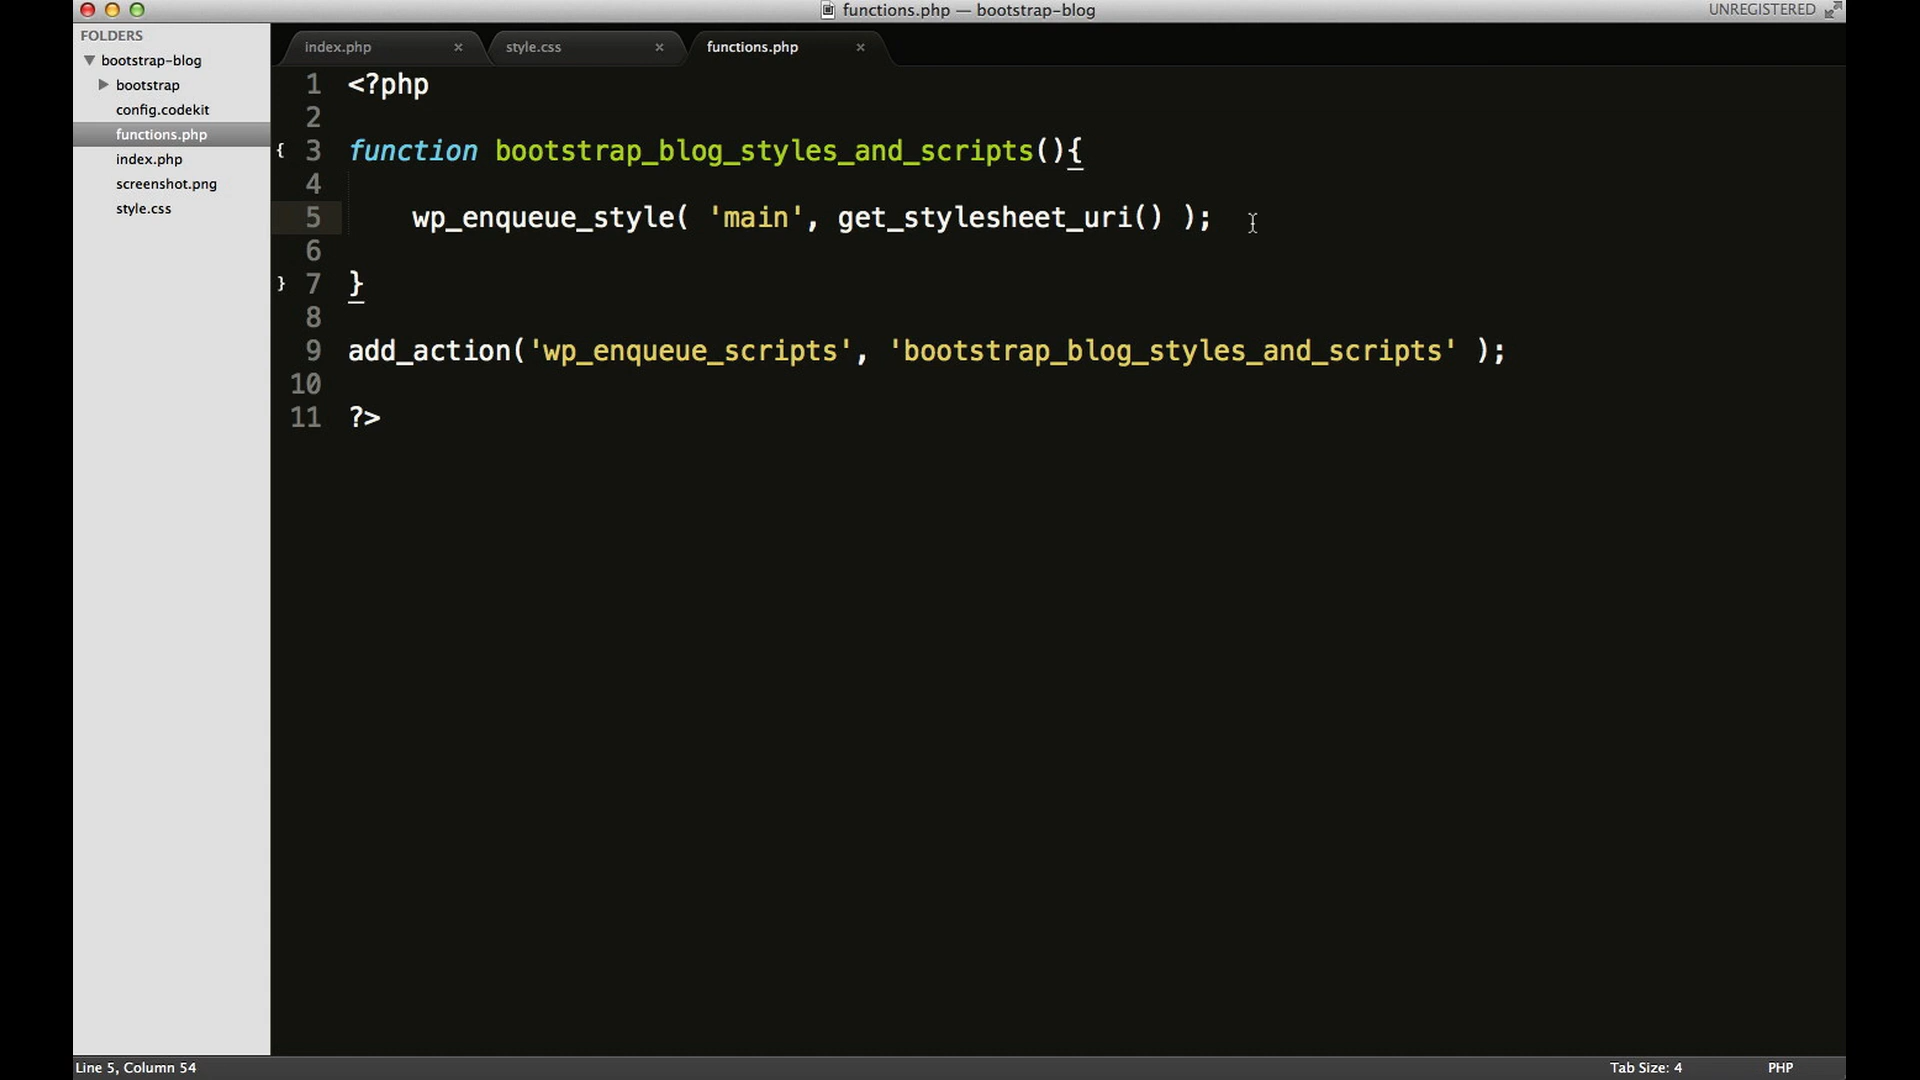 functions.php — bootstrap-blog
UNREGISTERED
FOLDERS
bootstrap-blog
bootstrap
config.codekit
functions.php
index.php
screenshot.png
style.css
index.php × style.css × functions.php ×
1 <?php
2
{ 3 function bootstrap_blog_styles_and_scripts(){
4
5 wp_enqueue_style( 'main', get_stylesheet_uri() );
6
} 7 }
8
9 add_action('wp_enqueue_scripts', 'bootstrap_blog_styles_and_scripts' );
10
11 ?>
Line 5, Column 54
Tab Size: 4
PHP